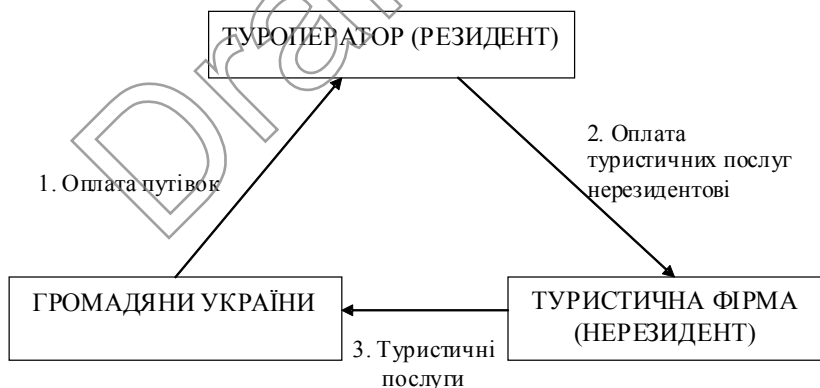 ТУРОПЕРАТОР (РЕЗИДЕНТ)
1. Оплата путівок
2. Оплата
туристичних послуг
нерезидентові
ГРОМАДЯНИ УКРАЇНИ
ТУРИСТИЧНА ФІРМА
(НЕРЕЗИДЕНТ)
3. Туристичні
послуги